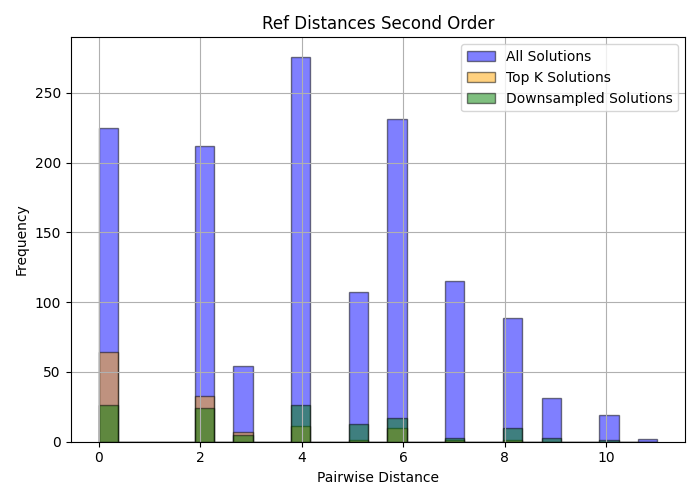 Ref Distances Second Order
All Solutions
Top K Solutions
Downsampled Solutions
Frequency
250
200
150
100
50
0
0 2 4 6 8 10
Pairwise Distance